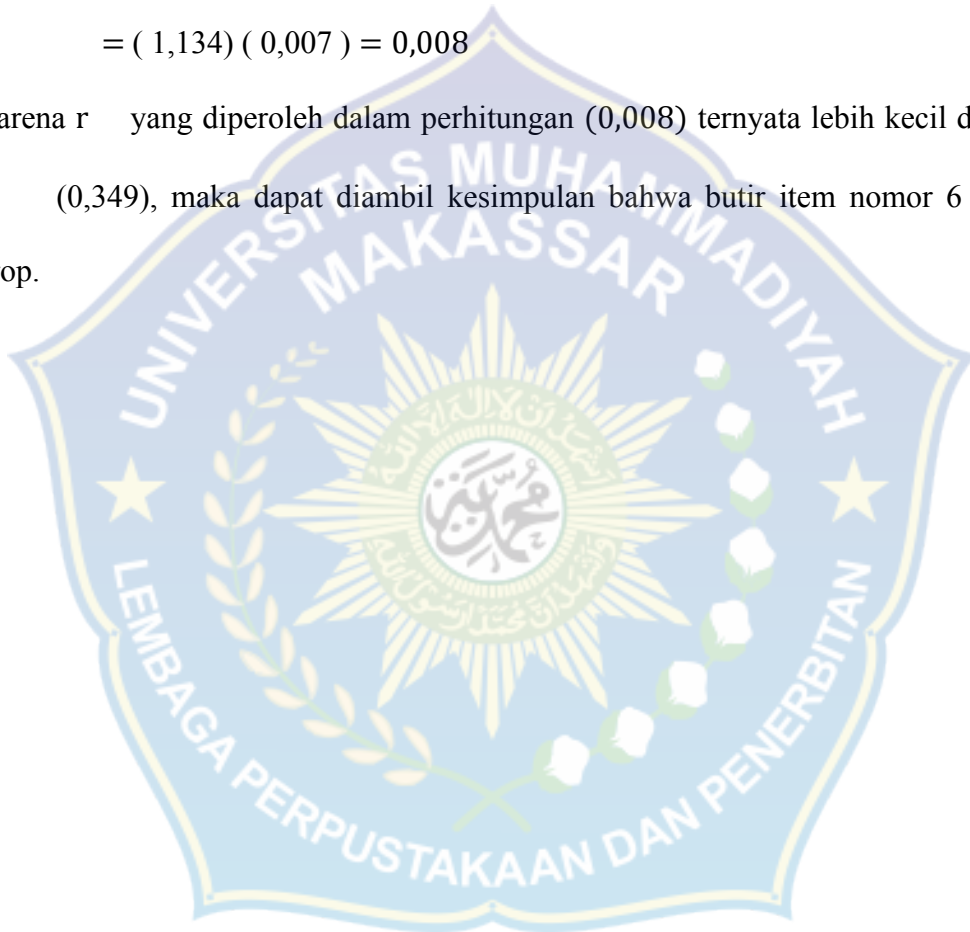 = ( 1,134) ( 0,007 ) = 0,008
arena r yang diperoleh dalam perhitungan (0,008) ternyata lebih kecil d
(0,349), maka dapat diambil kesimpulan bahwa butir item nomor 6
op.
UNIVERSITAS MUHAMMADIYAH
MAKASSAR
LEMBAGA PERPUSTAKAAN DAN PENERBITAN